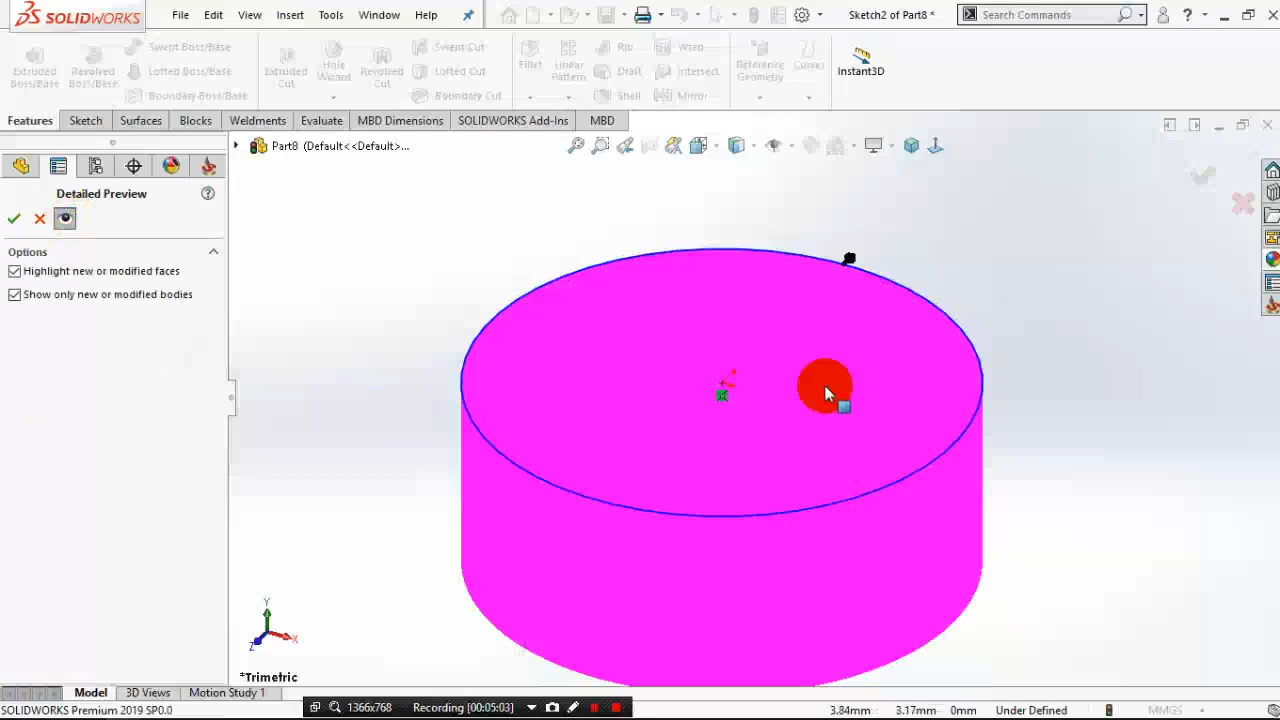 SOLIDWORKS File Edit View Insert Tools Window Help Sketch2 of Part8 * Search Commands ?
Extruded Boss/Base Revolved Boss/Base Swept Boss/Base Lofted Boss/Base Boundary Boss/Base Extruded Cut Hole Wizard Revolved Cut Swept Cut Lofted Cut Boundary Cut Fillet Linear Pattern Rib Draft Shell Wrap Intersect Mirror Reference Geometry Curves Instant3D
Features Sketch Surfaces Blocks Weldments Evaluate MBD Dimensions SOLIDWORKS Add-Ins MBD
Part8 (Default<<Default>...
Detailed Preview ?
Options
Highlight new or modified faces
Show only new or modified bodies
Y
X
Z
*Trimetric
Model 3D Views Motion Study 1
SOLIDWORKS Premium 2019 SP0.0 1366x768 Recording [00:05:03] 3.84mm 3.17mm 0mm Under Defined MMGS